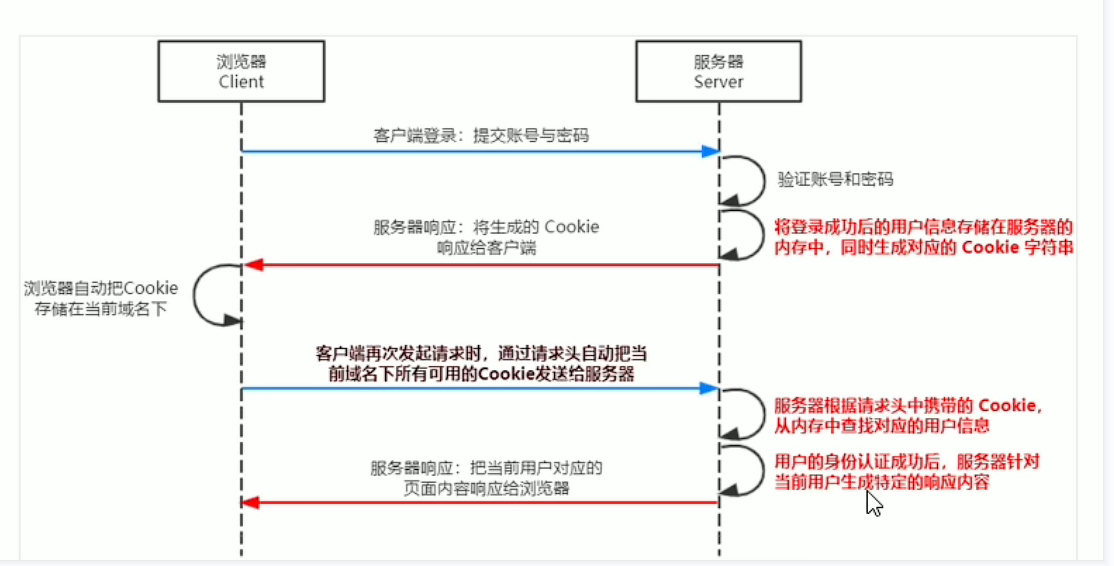 浏览器
Client
服务器
Server
客户端登录：提交账号与密码
验证账号和密码
将登录成功后的用户信息存储在服务器的
内存中，同时生成对应的 Cookie 字符串
服务器响应：将生成的 Cookie
响应给客户端
浏览器自动把Cookie
存储在当前域名下
客户端再次发起请求时，通过请求头自动把当
前域名下所有可用的Cookie发送给服务器
服务器根据请求头中携带的 Cookie，
从内存中查找对应的用户信息
用户的身份认证成功后，服务器针对
当前用户生成特定的响应内容
服务器响应：把当前用户对应的
页面内容响应给浏览器